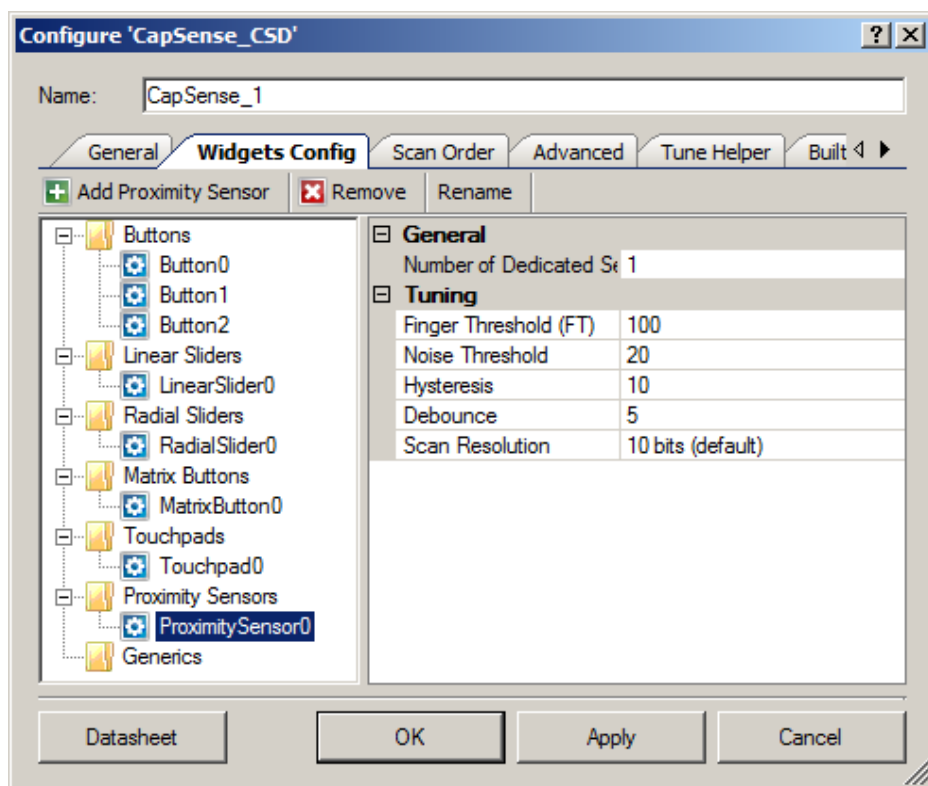 Configure 'CapSense_CSD'
Name: CapSense_1
General Widgets Config Scan Order Advanced Tune Helper Built
Add Proximity Sensor Remove Rename
Buttons
Button0
Button1
Button2
Linear Sliders
LinearSlider0
Radial Sliders
RadialSlider0
Matrix Buttons
MatrixButton0
Touchpads
Touchpad0
Proximity Sensors
ProximitySensor0
Generics
General
Number of Dedicated Se 1
Tuning
Finger Threshold (FT) 100
Noise Threshold 20
Hysteresis 10
Debounce 5
Scan Resolution 10 bits (default)
Datasheet OK Apply Cancel